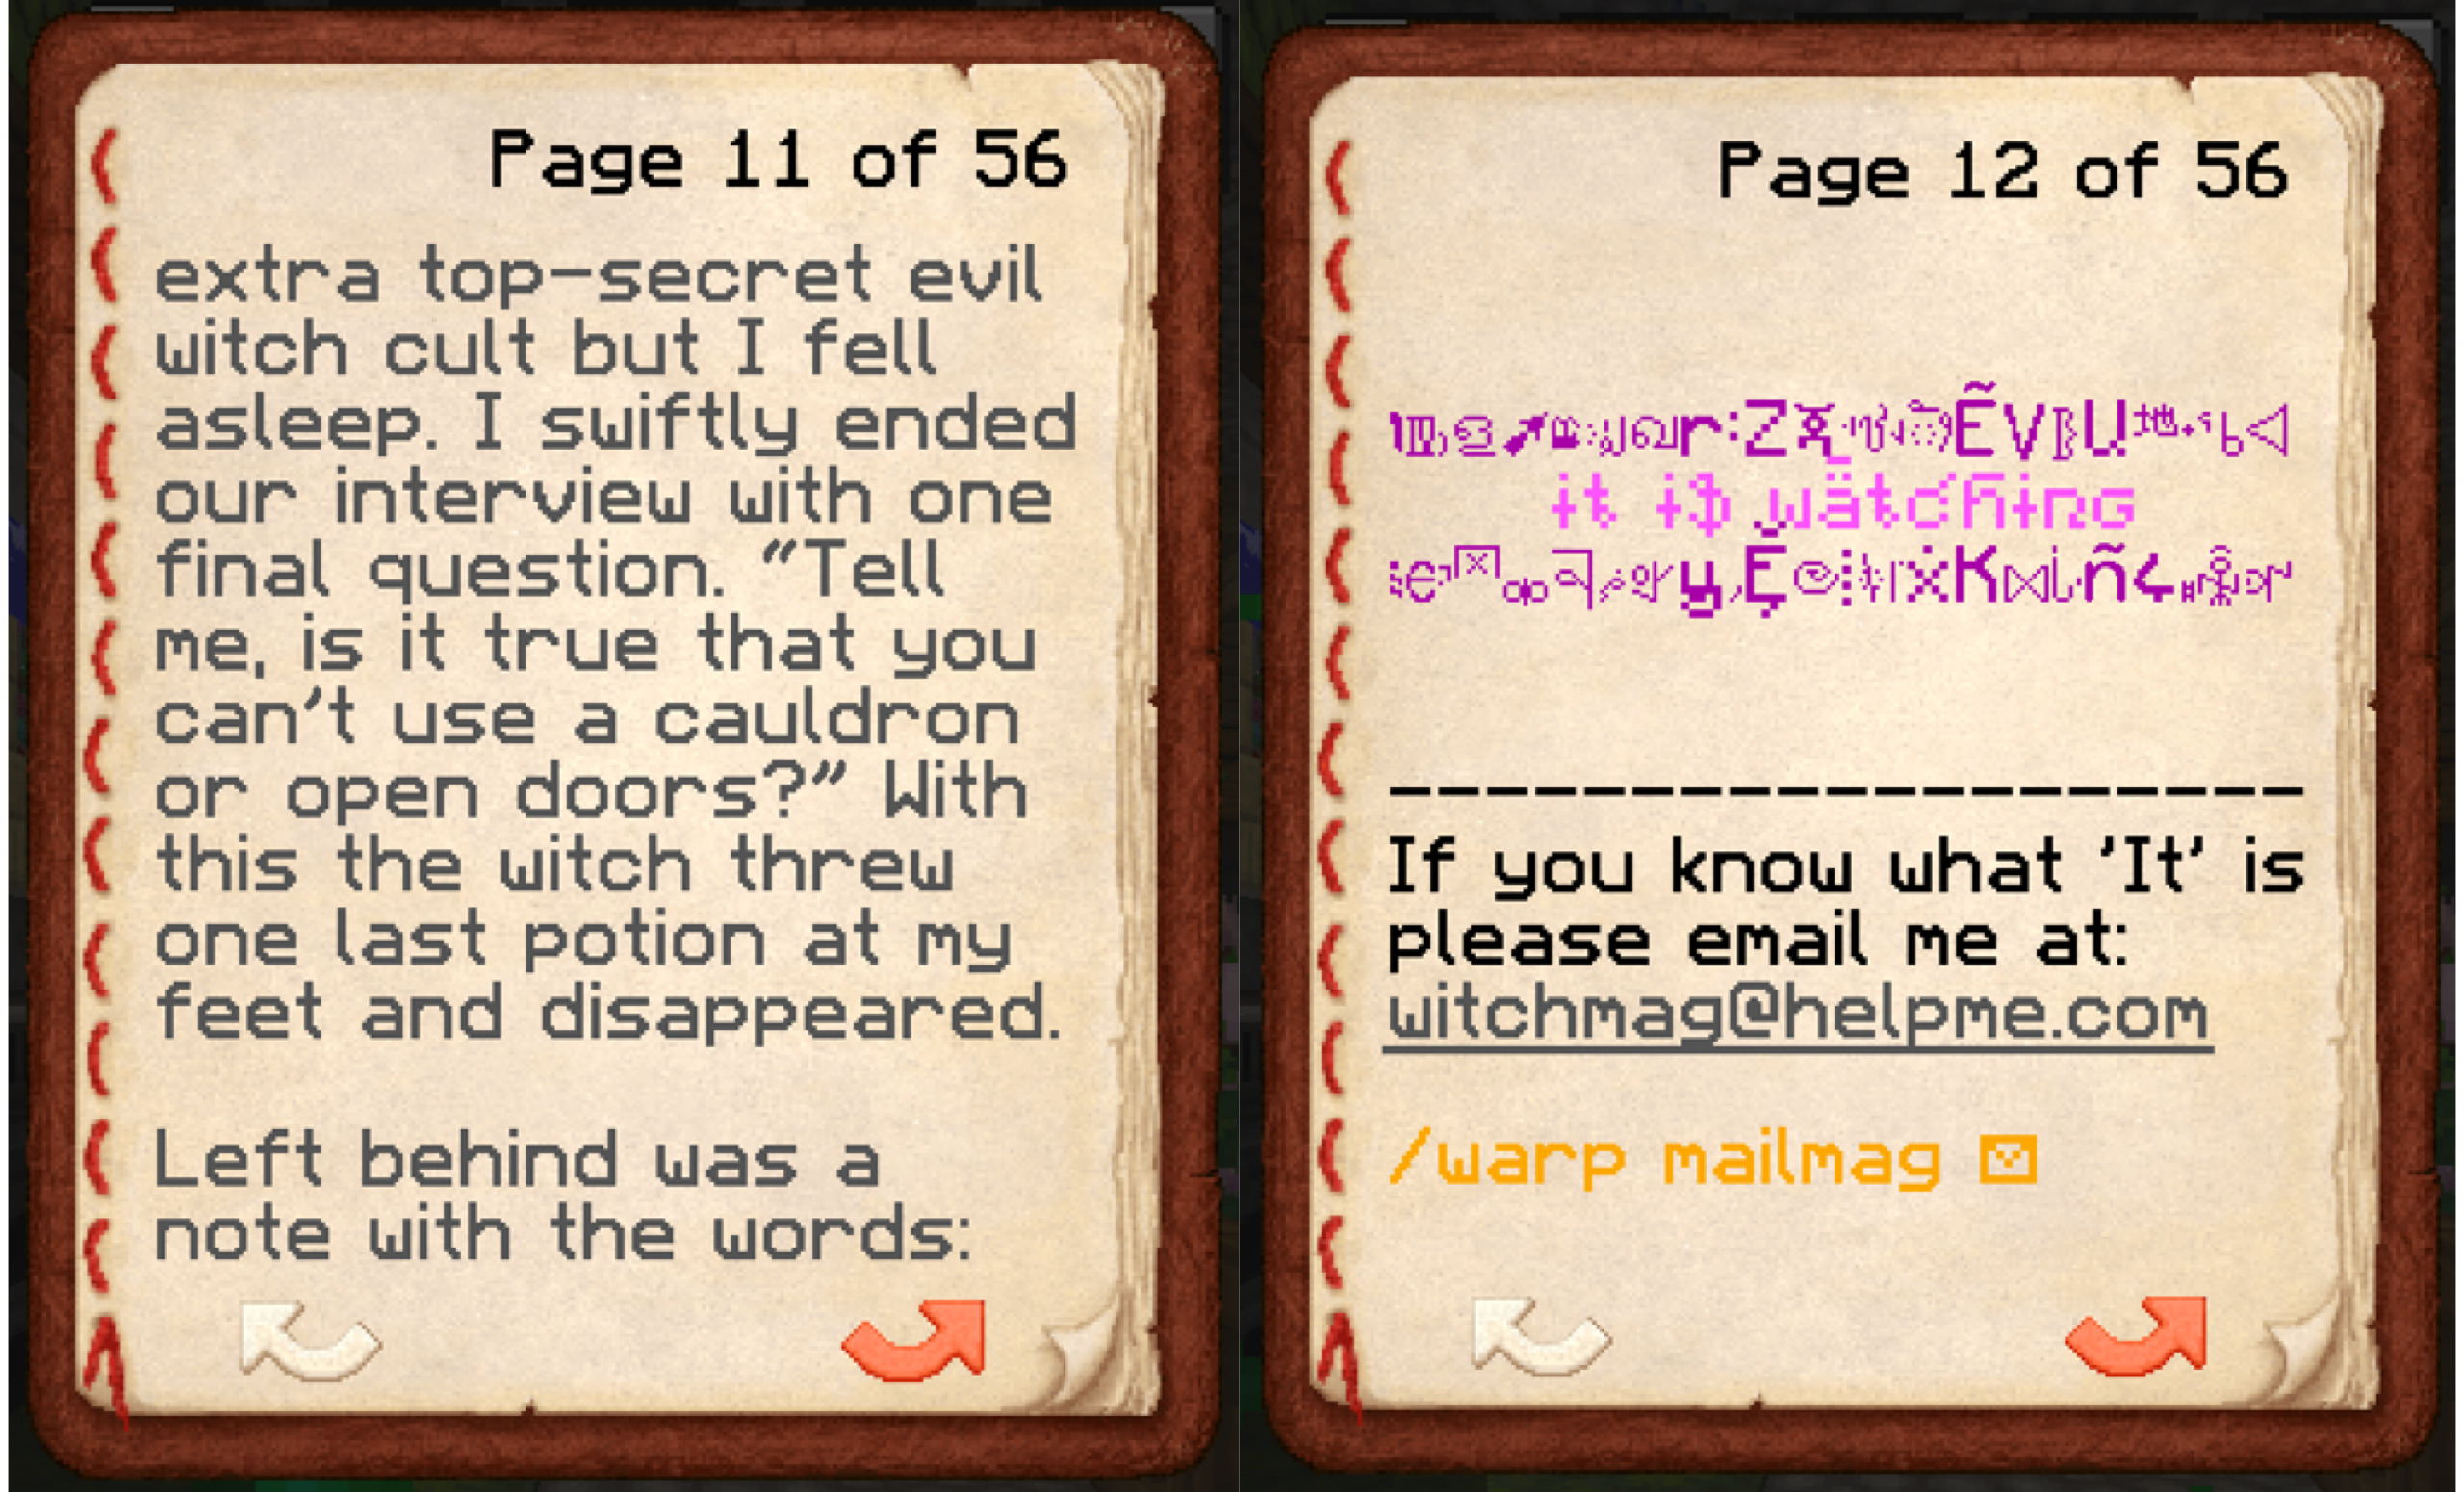 Page 11 of 56
extra top-secret evil
witch cult but I fell
asleep. I swiftly ended
our interview with one
final question. “Tell
me, is it true that you
can’t use a cauldron
or open doors?” With
this the witch threw
one last potion at my
feet and disappeared.
Left behind was a
note with the words:
Page 12 of 56
it is watching
--------------------
If you know what ’It’ is
please email me at:
witchmag@helpme.com
/warp mailmag ✉